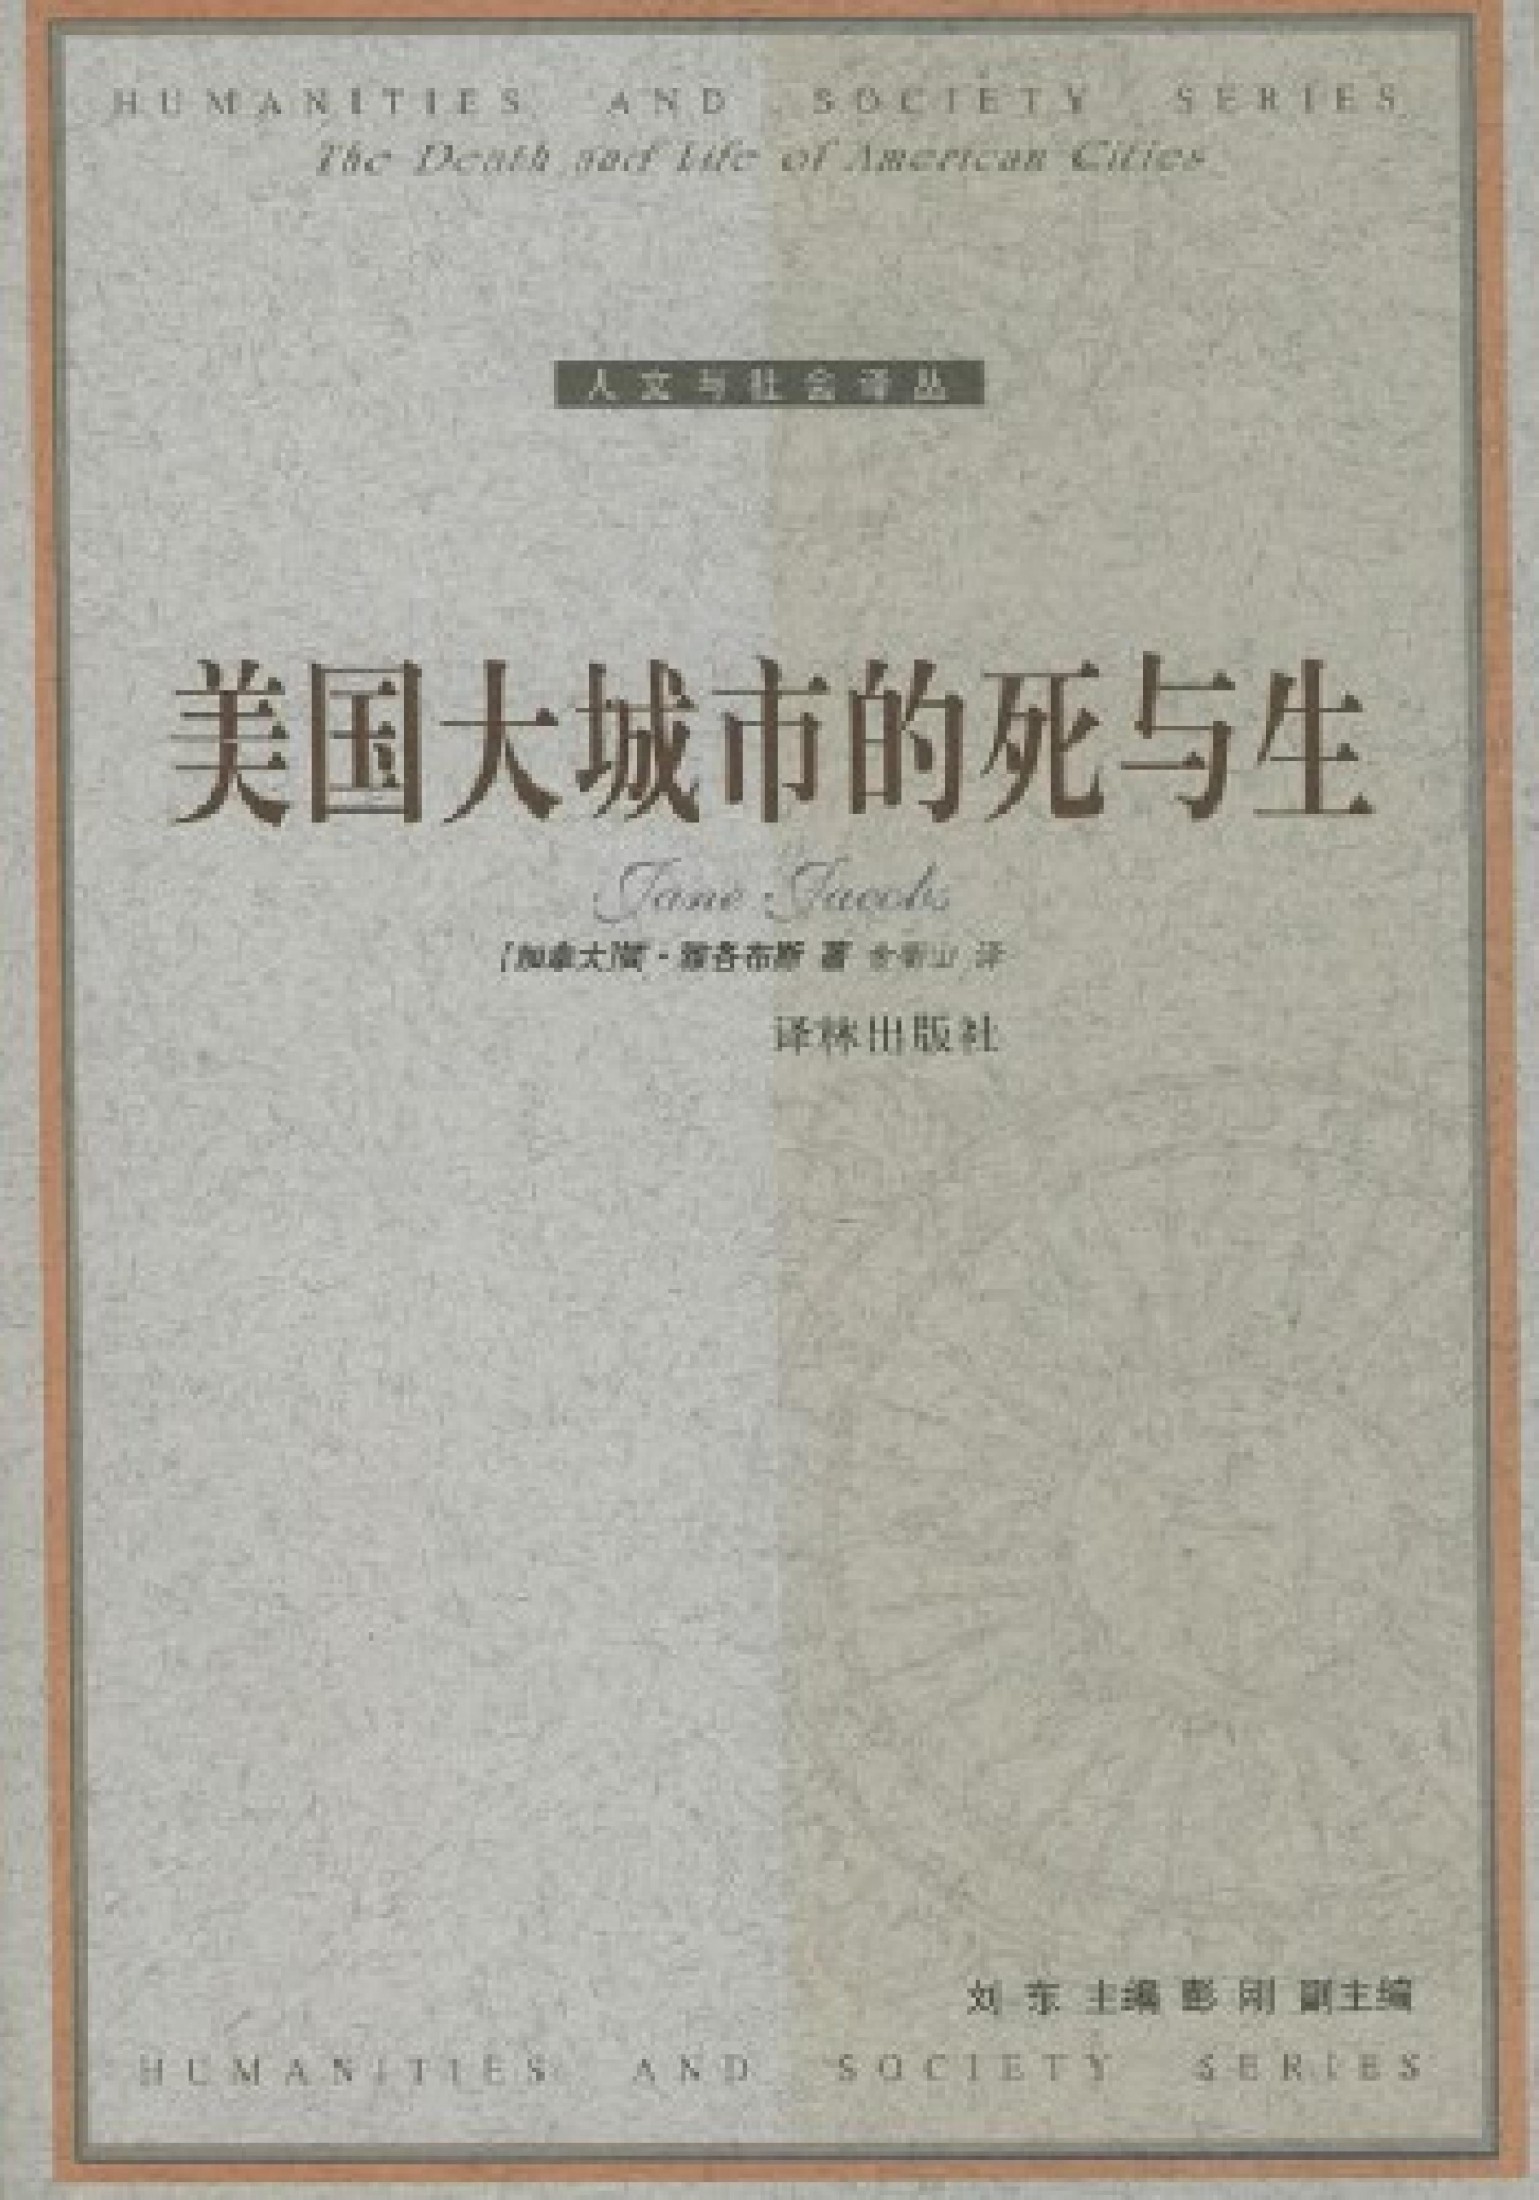 HUMANITIES AND SOCIETY SERIES
The Death and Life of American Cities
人文与社会译丛
美国大城市的死与生
Jane Jacobs
[加拿大]简·雅各布斯 著 金衡山 译
译林出版社
刘东 主编 彭刚 副主编
HUMANITIES AND SOCIETY SERIES